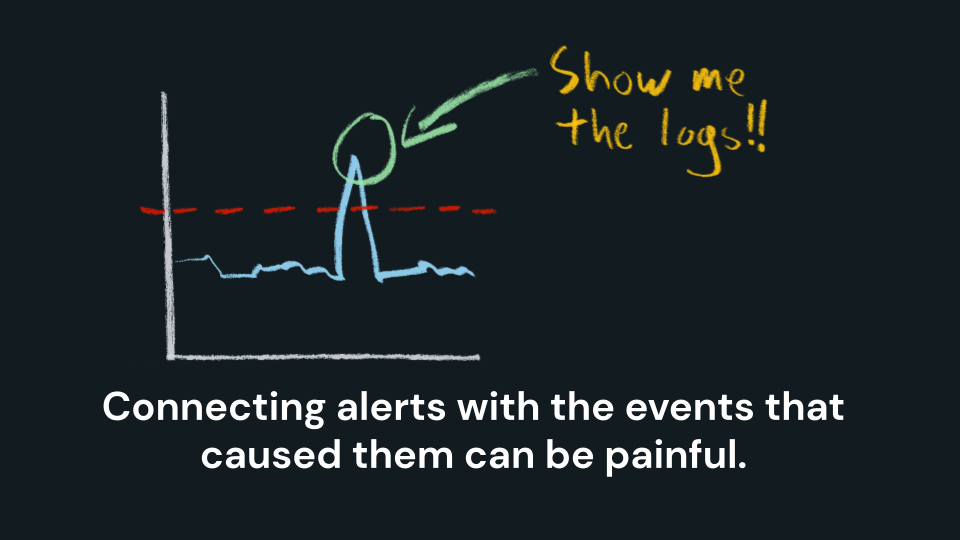 Show me
the logs!!
Connecting alerts with the events that
caused them can be painful.